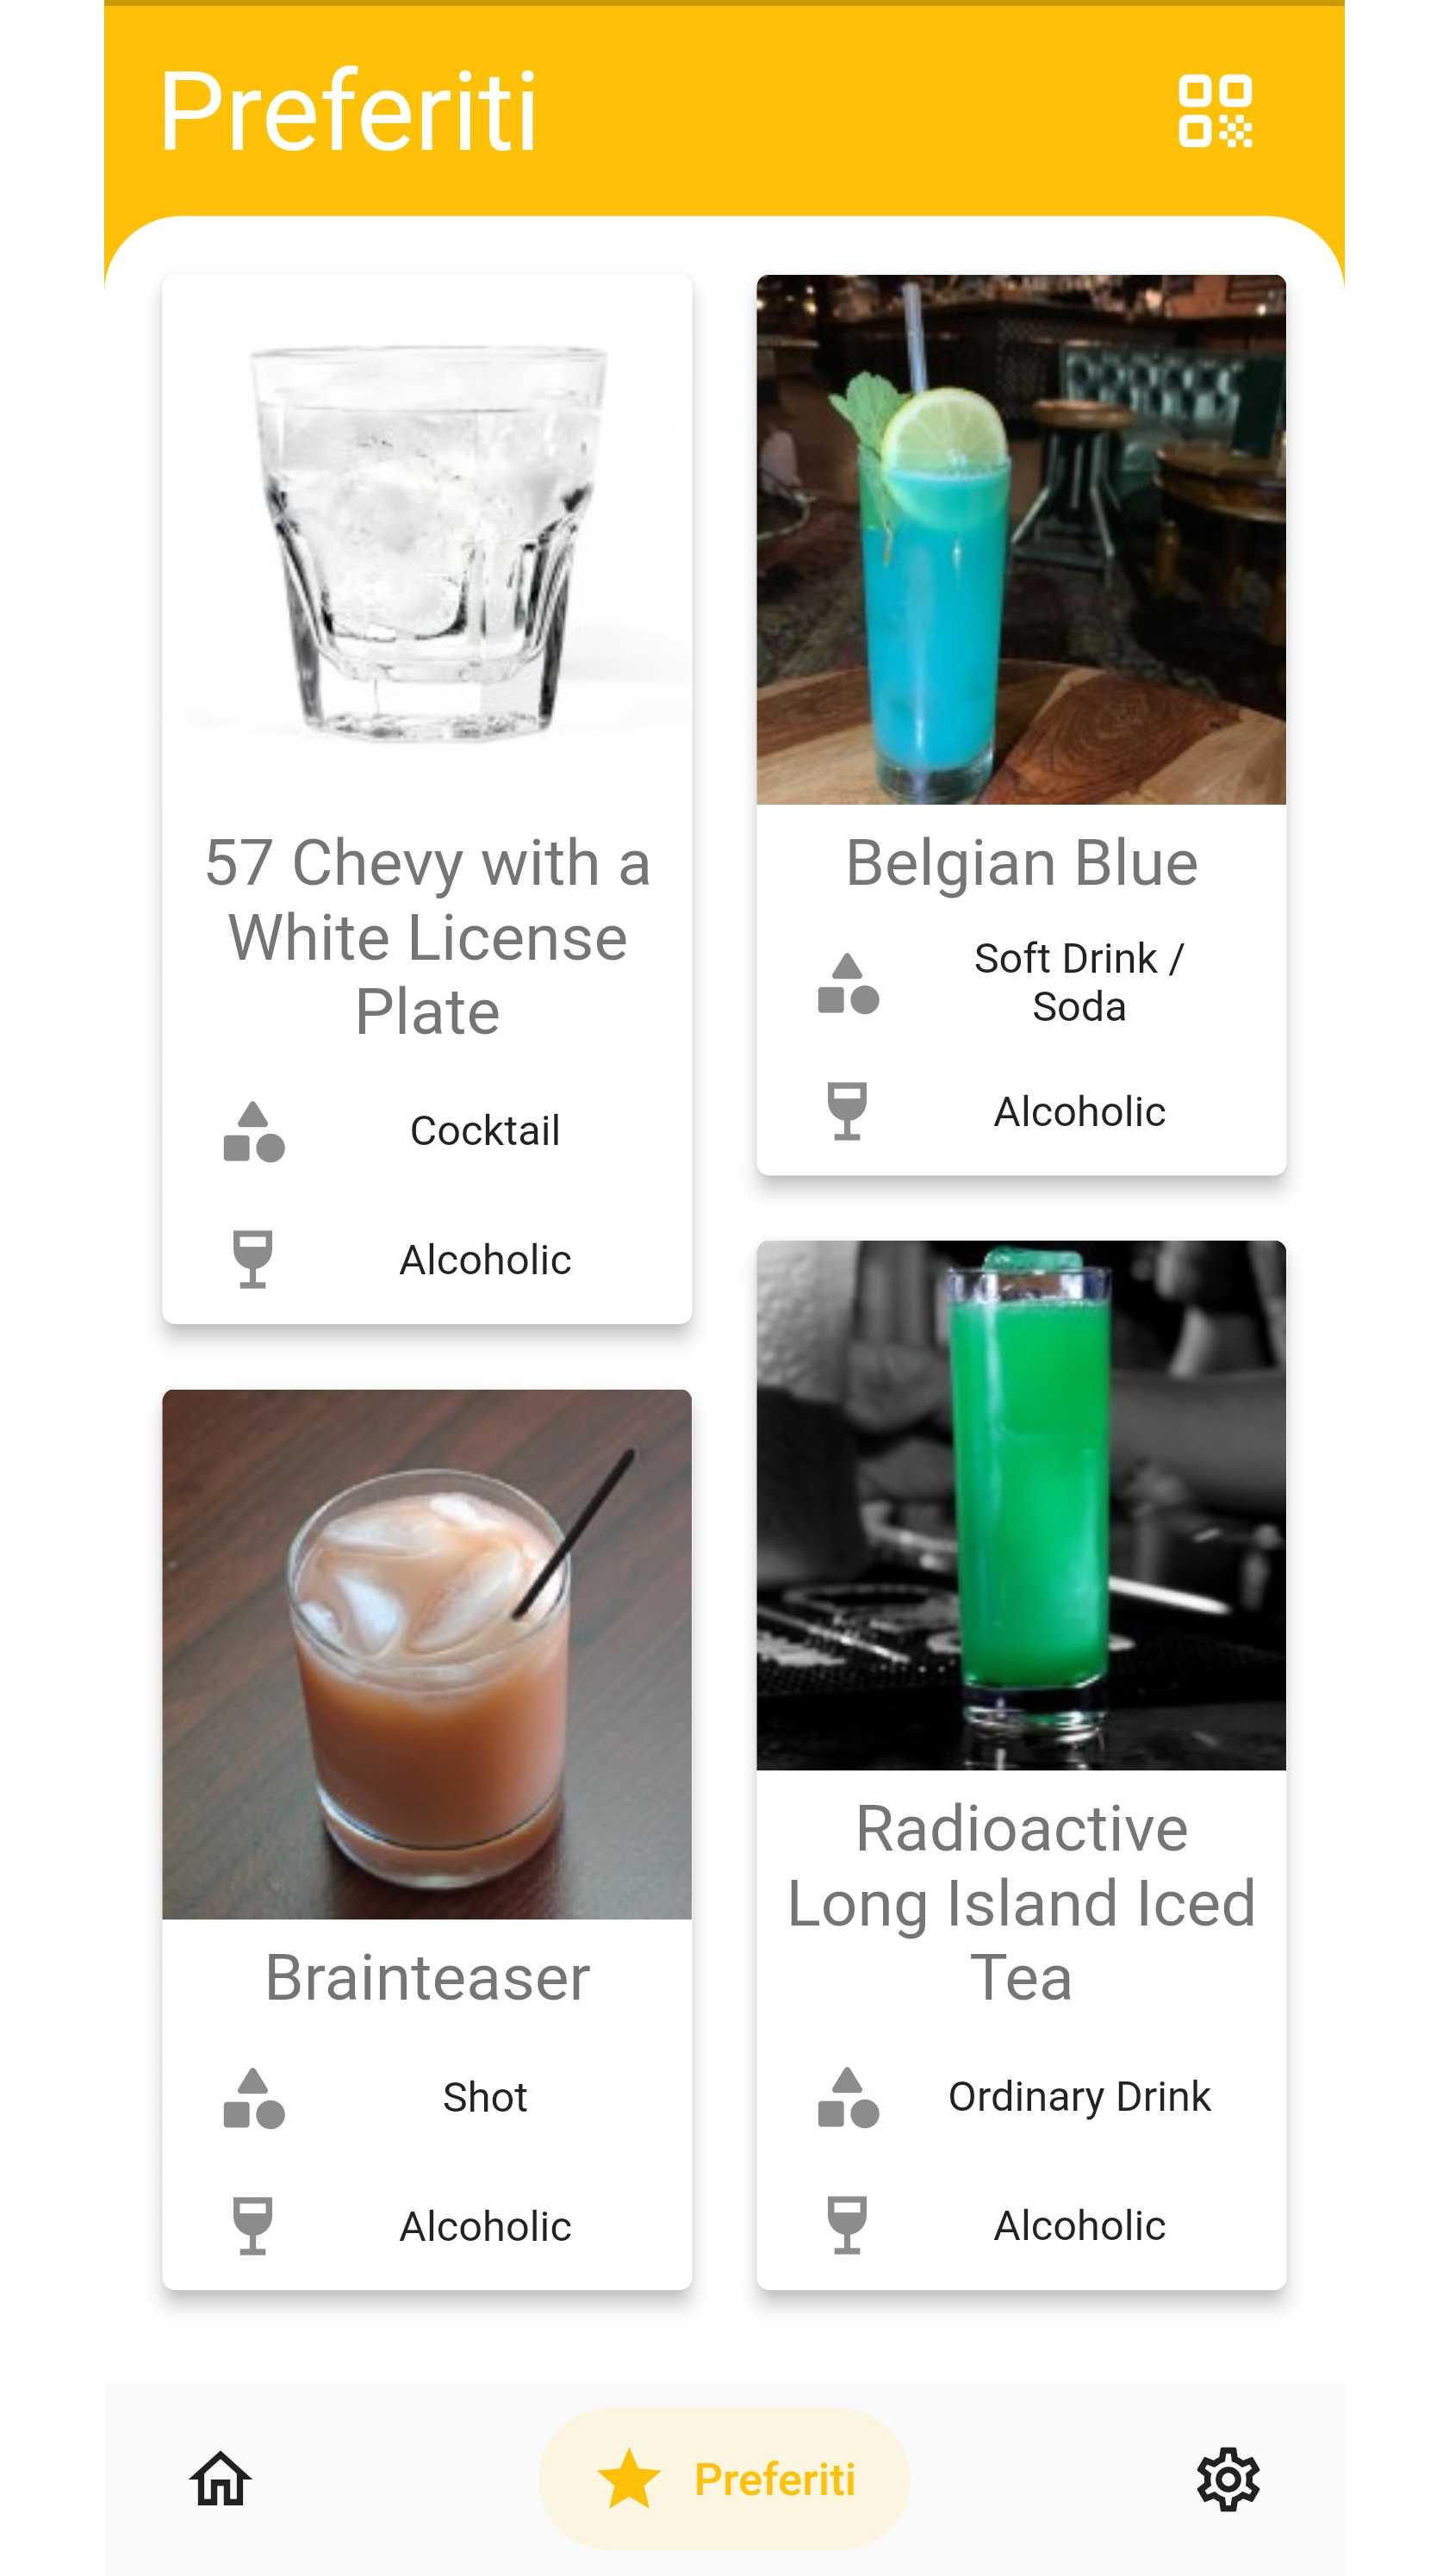 Preferiti
57 Chevy with a
White License
Plate
Cocktail
Alcoholic
Belgian Blue
Soft Drink /
Soda
Alcoholic
Brainteaser
Shot
Alcoholic
Radioactive
Long Island Iced
Tea
Ordinary Drink
Alcoholic
Preferiti